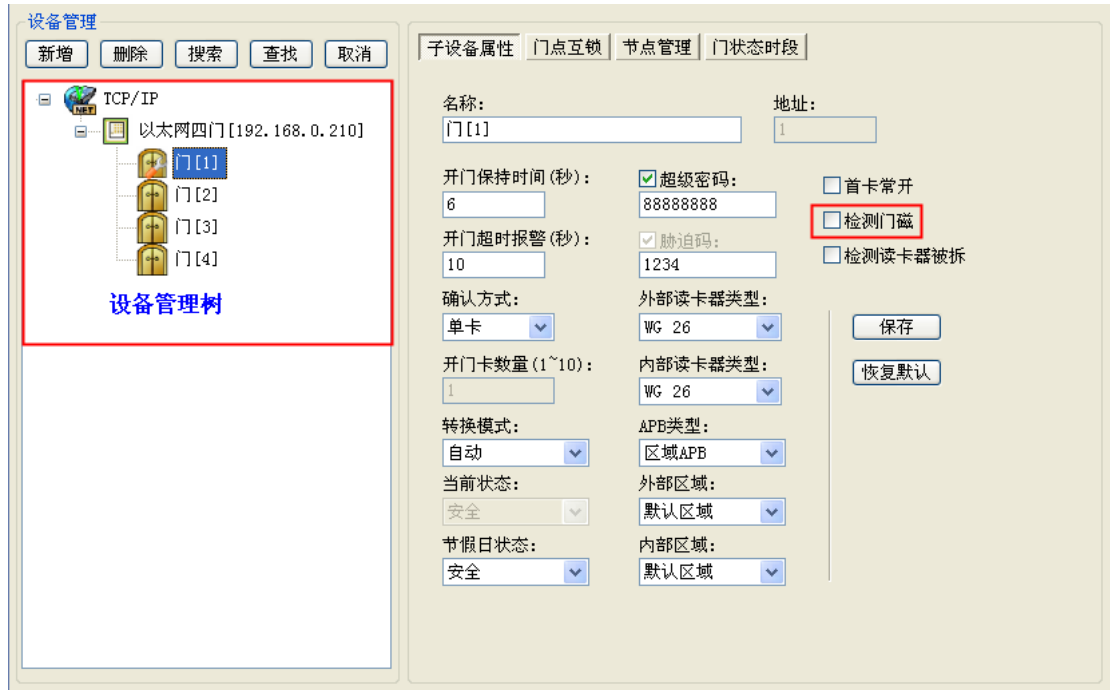 设备管理
新增 删除 搜索 查找 取消
TCP/IP
以太网四门[192.168.0.210]
门[1]
门[2]
门[3]
门[4]
设备管理树
子设备属性 门点互锁 节点管理 门状态时段
名称: 地址:
门[1] 1
开门保持时间(秒): 超级密码: 首卡常开
6 88888888 检测门磁
开门超时报警(秒): 胁迫码: 检测读卡器被拆
10 1234
确认方式: 外部读卡器类型:
单卡 WG 26 保存
开门卡数量(1~10): 内部读卡器类型: 恢复默认
1 WG 26
转换模式: APB类型:
自动 区域APB
当前状态: 外部区域:
安全 默认区域
节假日状态: 内部区域:
安全 默认区域